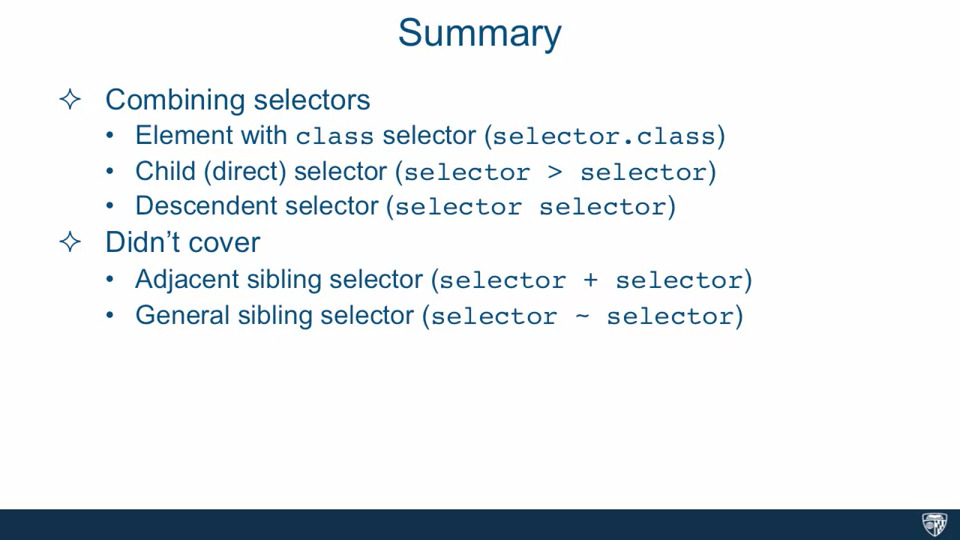 Summary
Combining selectors
• Element with class selector (selector.class)
• Child (direct) selector (selector > selector)
• Descendent selector (selector selector)
Didn’t cover
• Adjacent sibling selector (selector + selector)
• General sibling selector (selector ~ selector)